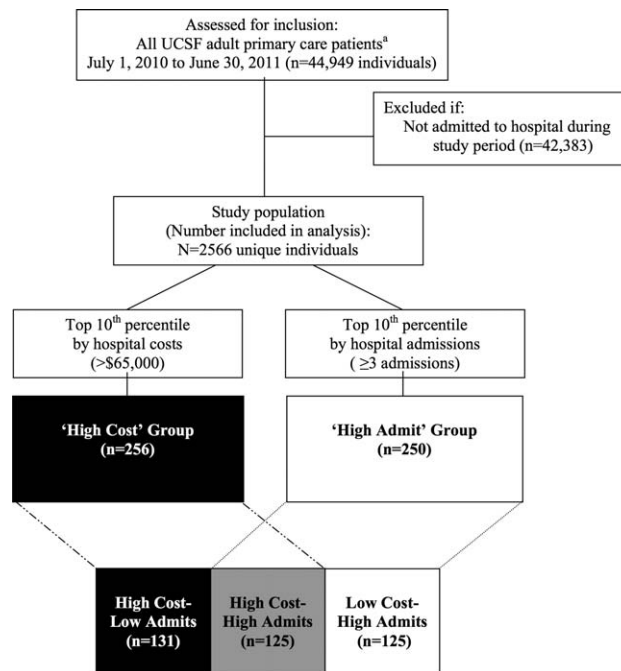 Assessed for inclusion:
All UCSF adult primary care patientsᵃ
July 1, 2010 to June 30, 2011 (n=44,949 individuals)
Excluded if:
Not admitted to hospital during
study period (n=42,383)
Study population
(Number included in analysis):
N=2566 unique individuals
Top 10ᵗʰ percentile
by hospital costs
(>$65,000)
Top 10ᵗʰ percentile
by hospital admissions
( ≥3 admissions)
‘High Cost’ Group
(n=256)
‘High Admit’ Group
(n=250)
High Cost-
Low Admits
(n=131)
High Cost-
High Admits
(n=125)
Low Cost-
High Admits
(n=125)